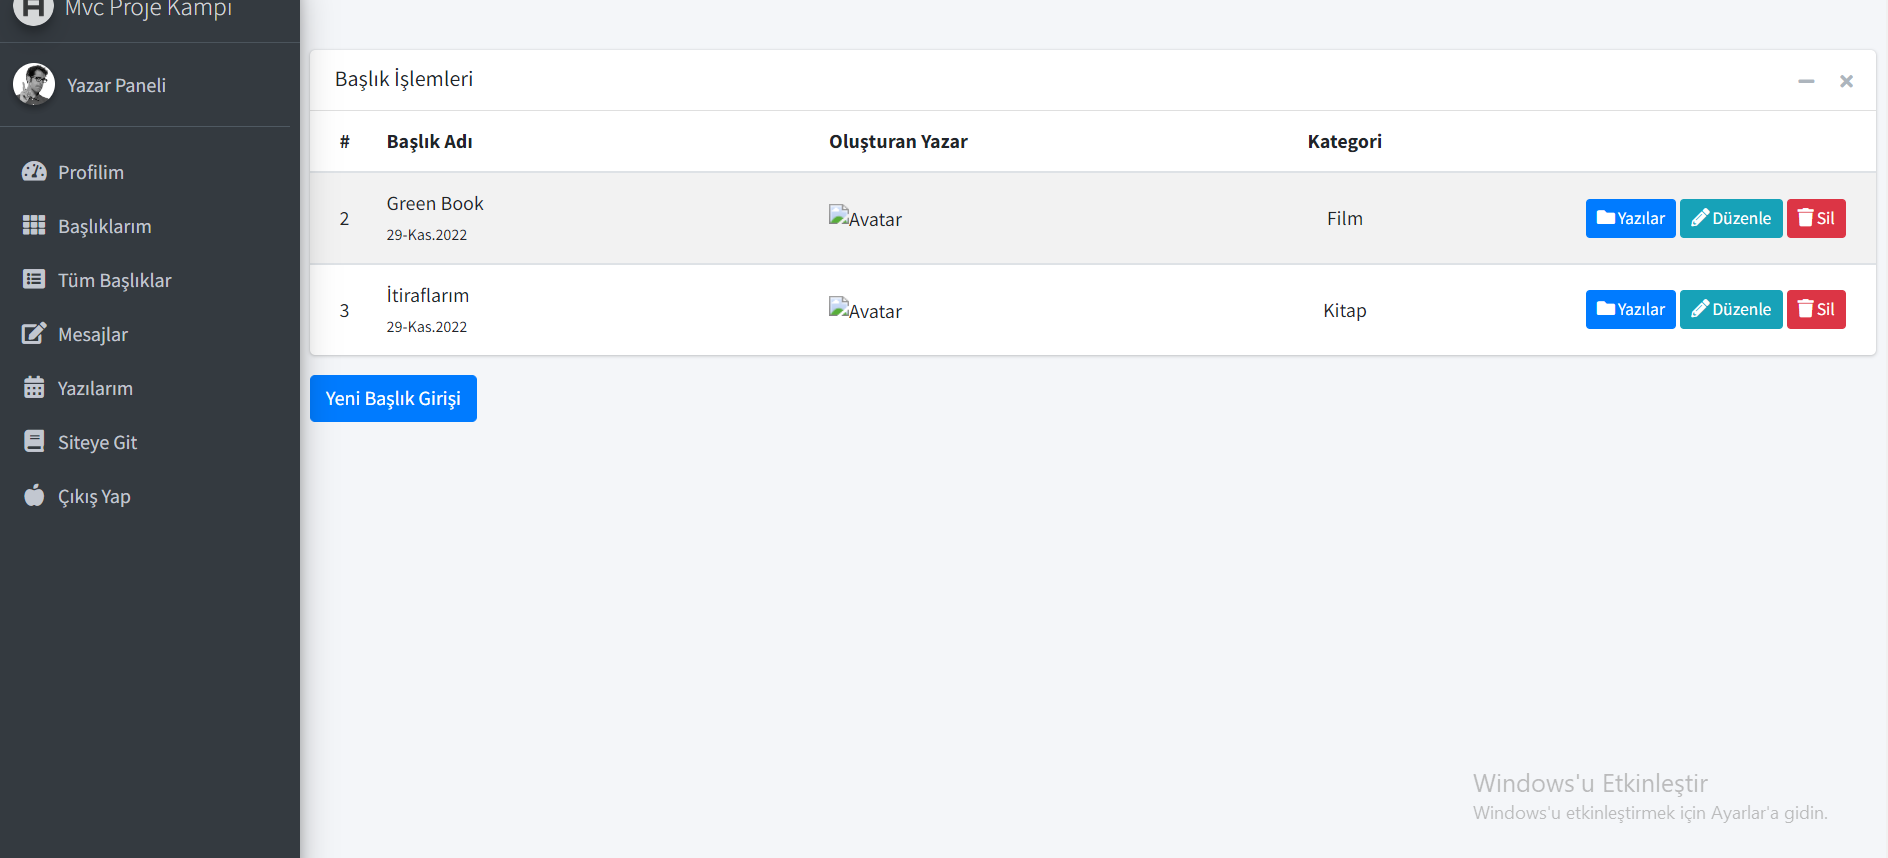 Mvc Proje Kampı
Yazar Paneli
Profilim
Başlıklarım
Tüm Başlıklar
Mesajlar
Yazılarım
Siteye Git
Çıkış Yap
Başlık İşlemleri
# Başlık Adı Oluşturan Yazar Kategori
2 Green Book Avatar Film Yazılar Düzenle Sil
29-Kas.2022
3 İtiraflarım Avatar Kitap Yazılar Düzenle Sil
29-Kas.2022
Yeni Başlık Girişi
Windows'u Etkinleştir
Windows'u etkinleştirmek için Ayarlar'a gidin.